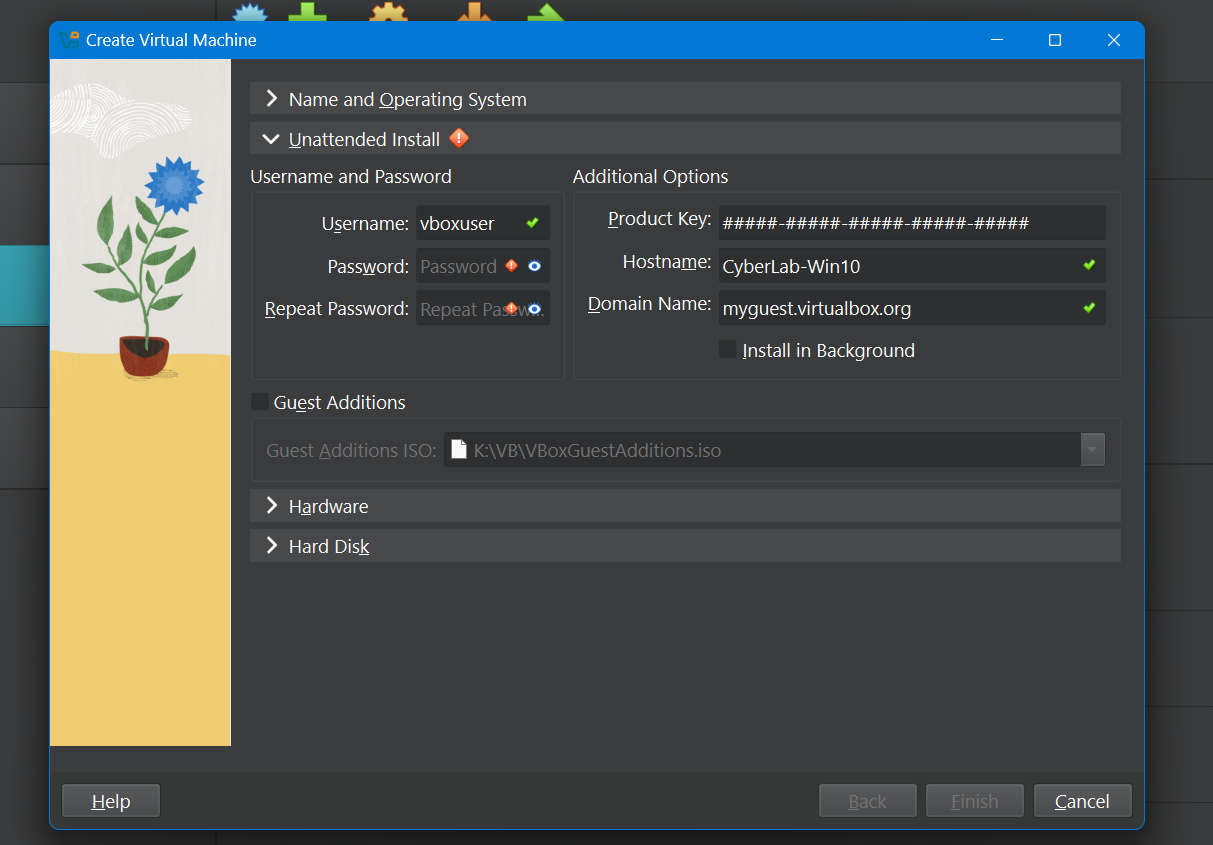 Create Virtual Machine
Name and Operating System
Unattended Install
Username and Password
Additional Options
Username: vboxuser
Product Key: #####-#####-#####-#####-#####
Password: Password
Hostname: CyberLab-Win10
Repeat Password: Repeat Passw...
Domain Name: myguest.virtualbox.org
Install in Background
Guest Additions
Guest Additions ISO: K:\VB\VBoxGuestAdditions.iso
Hardware
Hard Disk
Help
Back
Finish
Cancel